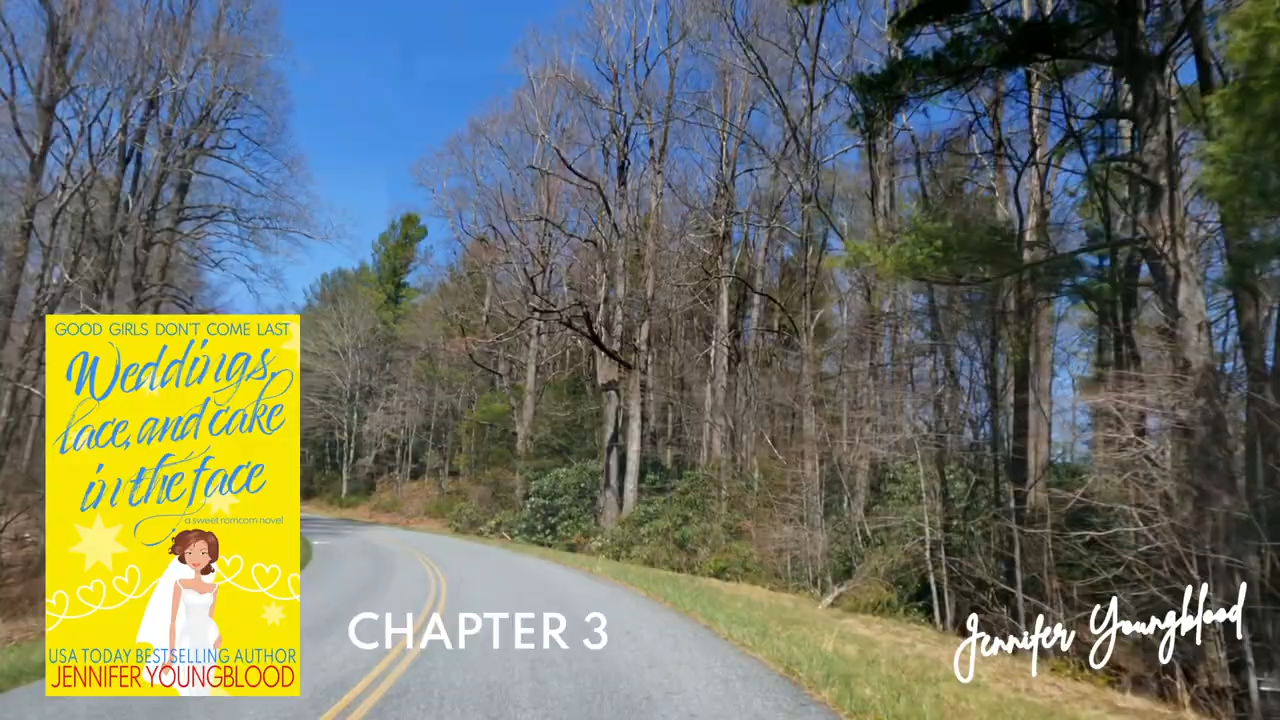 GOOD GIRLS DON'T COME LAST
Weddings,
lace, and cake
in the face
a sweet romcom novel
USA TODAY BESTSELLING AUTHOR
JENNIFER YOUNGBLOOD
CHAPTER 3
Jennifer Youngblood